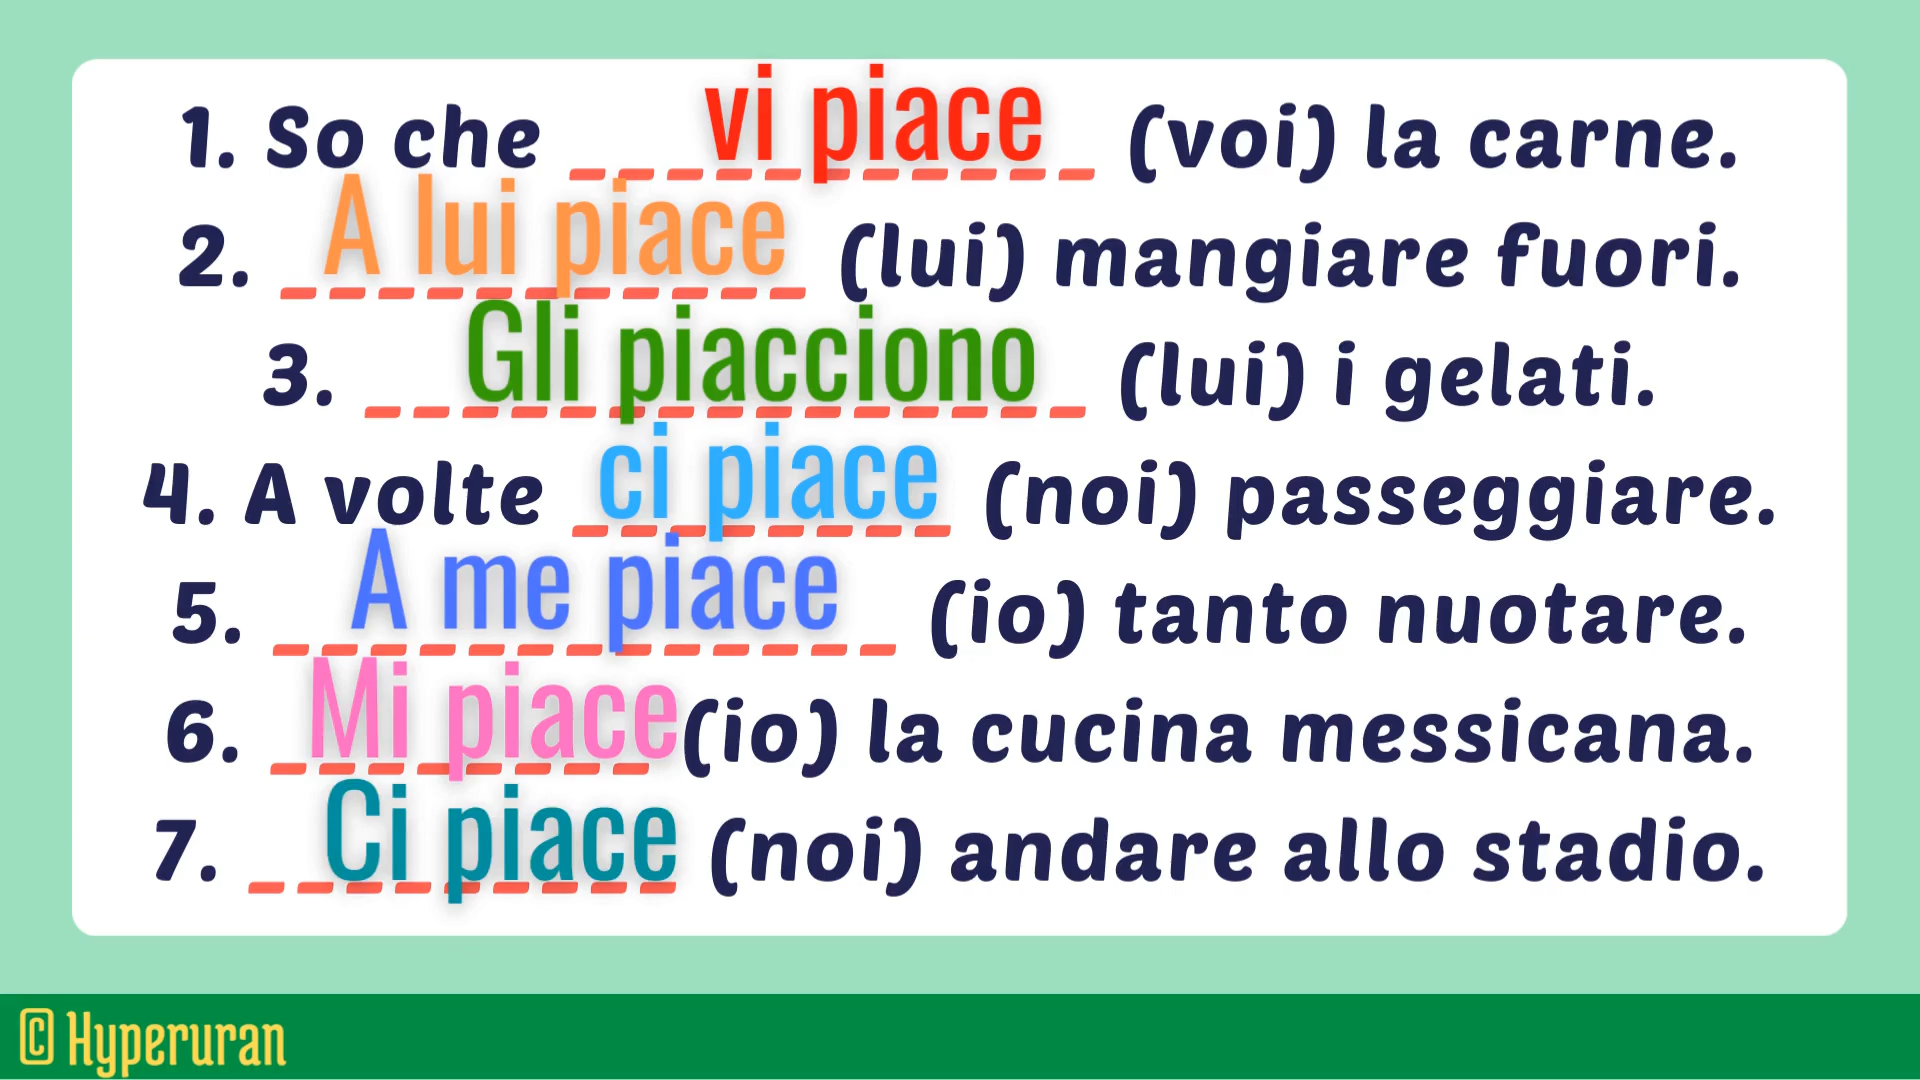 1. So che vi piace (voi) la carne.
2. A lui piace (lui) mangiare fuori.
3. Gli piacciono (lui) i gelati.
4. A volte ci piace (noi) passeggiare.
5. A me piace (io) tanto nuotare.
6. Mi piace (io) la cucina messicana.
7. Ci piace (noi) andare allo stadio.
© Hyperuran